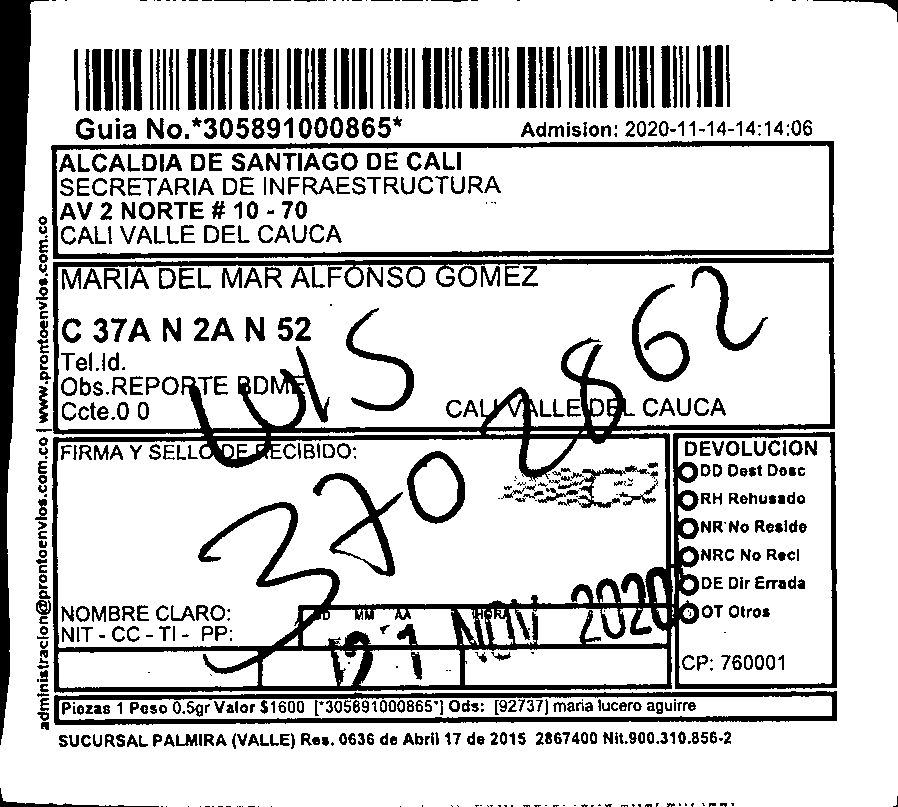 Guia No.*305891000865*
Admision: 2020-11-14-14:14:06
ALCALDIA DE SANTIAGO DE CALI
SECRETARIA DE INFRAESTRUCTURA
AV 2 NORTE # 10 - 70
CALI VALLE DEL CAUCA
MARIA DEL MAR ALFONSO GOMEZ
C 37A N 2A N 52
Tel.Id.
Obs.REPORTE BDME
Ccte.0 0
CALI VALLE DEL CAUCA
LUIS
370 2862
FIRMA Y SELLO DE RECIBIDO:
NOMBRE CLARO:
NIT - CC - TI - PP:
DD MM AA HORA
21 NOV 2020
DEVOLUCION
DD Dest Desc
RH Rehusado
NR No Reside
NRC No Recl
DE Dir Errada
OT Otros
CP: 760001
Piezas 1 Peso 0.5gr Valor $1600 [*305891000865*] Ods: [92737] maria lucero aguirre
SUCURSAL PALMIRA (VALLE) Res. 0636 de Abril 17 de 2015 2867400 Nit.900.310.856-2
administracion@prontoenvios.com.co | www.prontoenvios.com.co